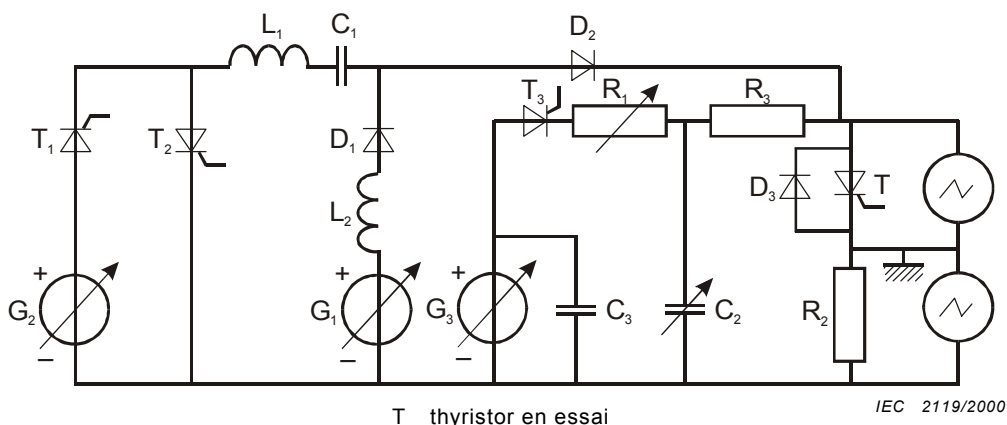 L1 C1 D2
T3 R1 R3
T1 T2 D1 D3 T
L2
+ + +
G2 G1 G3 C3 C2 R2
– – –
IEC 2119/2000
T thyristor en essai